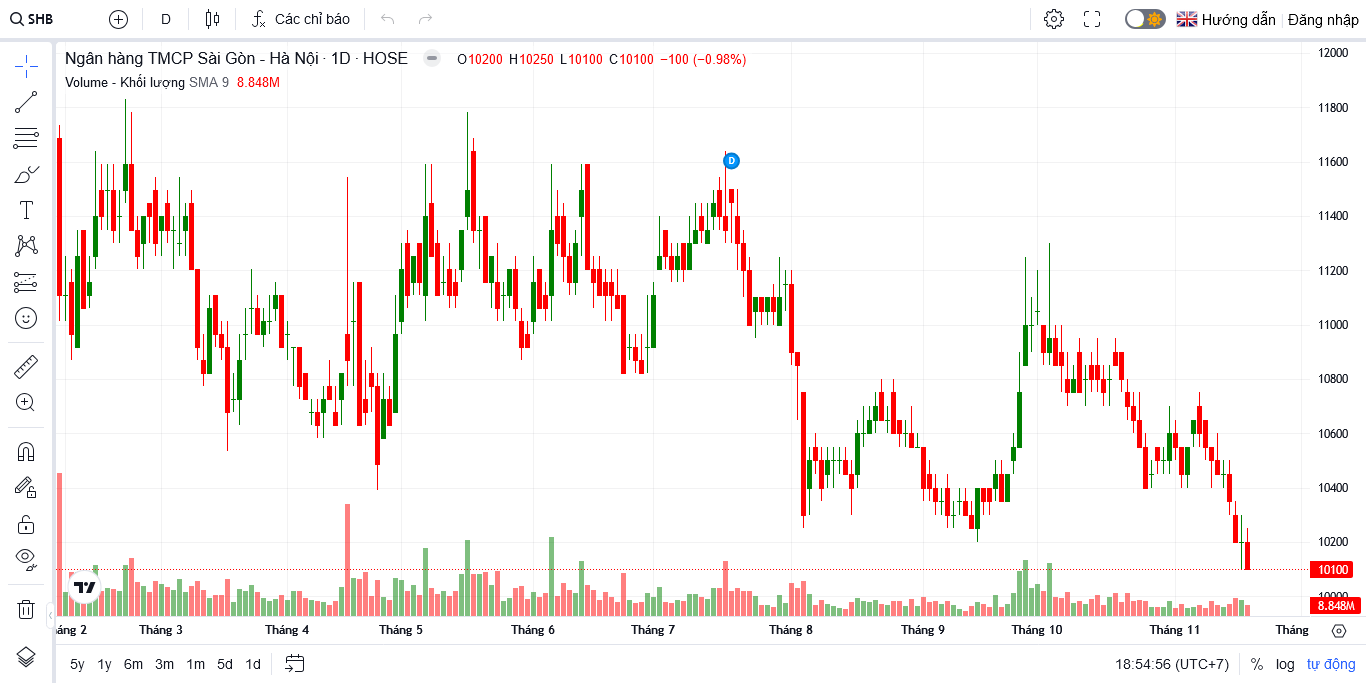 SHB D Các chỉ báo Hướng dẫn Đăng nhập
Ngân hàng TMCP Sài Gòn - Hà Nội · 1D · HOSE O10200 H10250 L10100 C10100 −100 (−0.98%)
Volume - Khối lượng SMA 9 8.848M
12000
11800
11600
D
11400
11200
11000
10800
10600
10400
10200
10100
10000
8.848M
áng 2 Tháng 3 Tháng 4 Tháng 5 Tháng 6 Tháng 7 Tháng 8 Tháng 9 Tháng 10 Tháng 11 Tháng
5y 1y 6m 3m 1m 5d 1d 18:54:56 (UTC+7) % log tự động